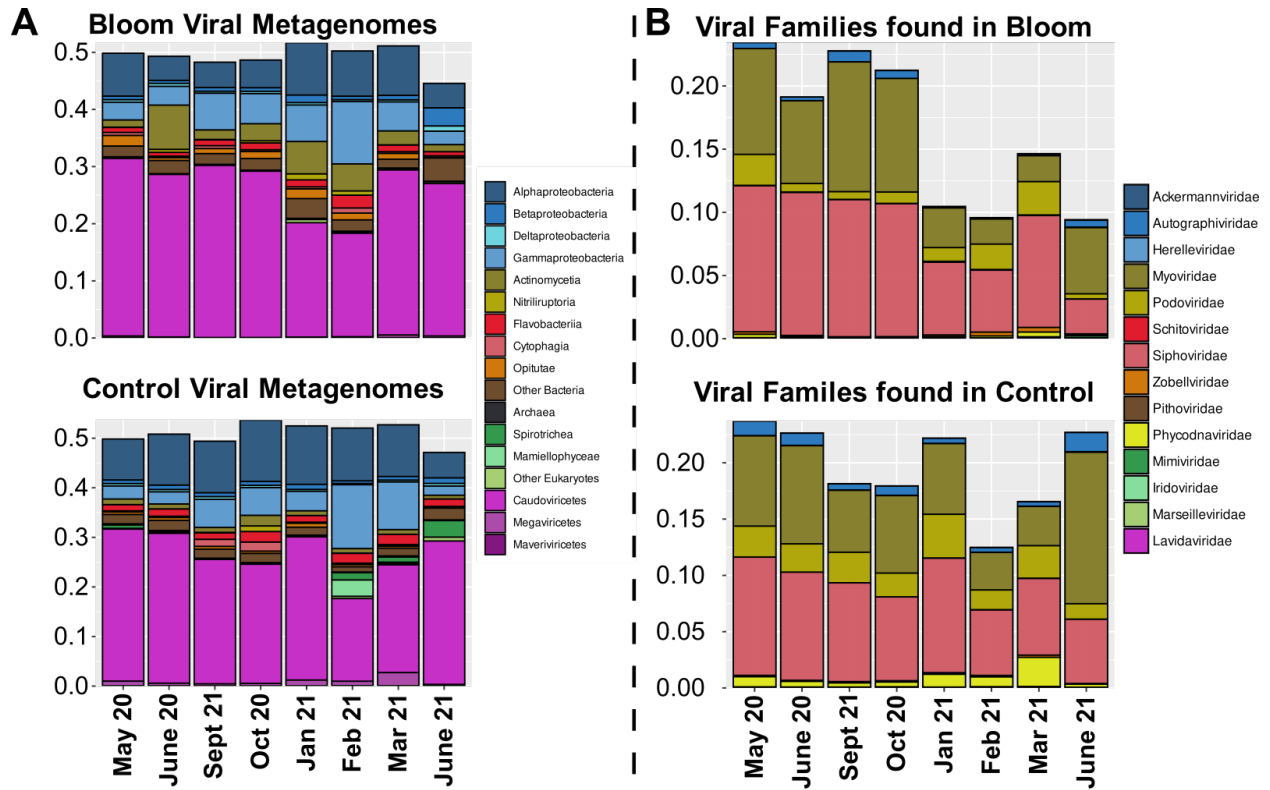 A
Bloom Viral Metagenomes
0.5
0.4
0.3
0.2
0.1
0.0
Control Viral Metagenomes
0.5
0.4
0.3
0.2
0.1
0.0
May 20
June 20
Sept 21
Oct 20
Jan 21
Feb 21
Mar 21
June 21
Alphaproteobacteria
Betaproteobacteria
Deltaproteobacteria
Gammaproteobacteria
Actinomycetia
Nitriliruptoria
Flavobacteriia
Cytophagia
Opitutae
Other Bacteria
Archaea
Spirotrichea
Mamiellophyceae
Other Eukaryotes
Caudoviricetes
Megaviricetes
Maveriviricetes
B
Viral Families found in Bloom
0.20
0.15
0.10
0.05
0.00
Viral Familes found in Control
0.20
0.15
0.10
0.05
0.00
May 20
June 20
Sept 21
Oct 20
Jan 21
Feb 21
Mar 21
June 21
Ackermannviridae
Autographiviridae
Herelleviridae
Myoviridae
Podoviridae
Schitoviridae
Siphoviridae
Zobellviridae
Pithoviridae
Phycodnaviridae
Mimiviridae
Iridoviridae
Marseilleviridae
Lavidaviridae